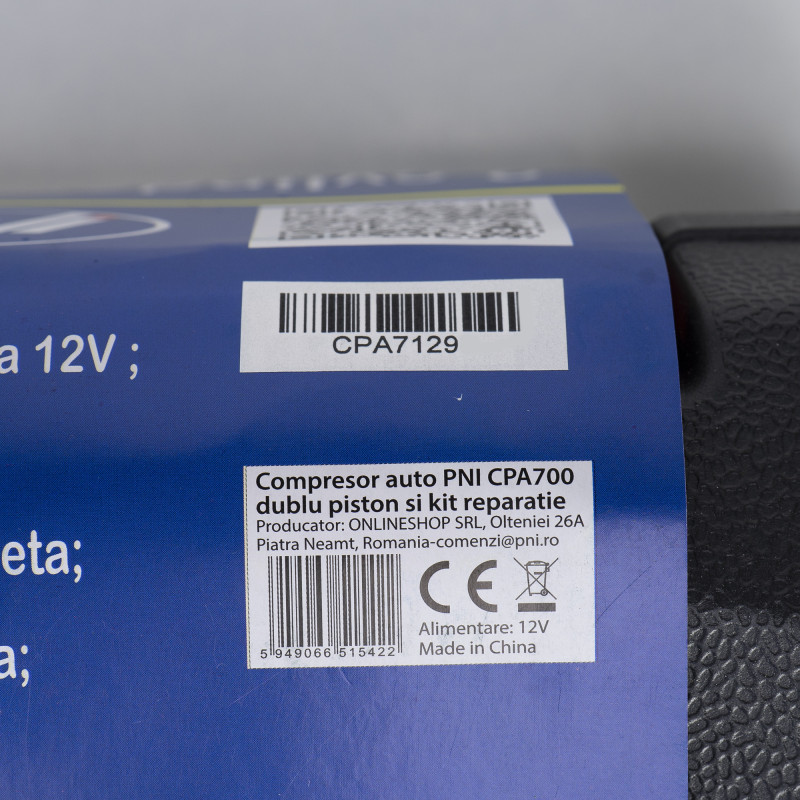 CPA7129
a 12V ;
Compresor auto PNI CPA700
dublu piston si kit reparatie
Producator: ONLINESHOP SRL, Olteniei 26A
Piatra Neamt, Romania-comenzi@pni.ro
eta;
CE
Alimentare: 12V
Made in China
5 949066 515422
a;